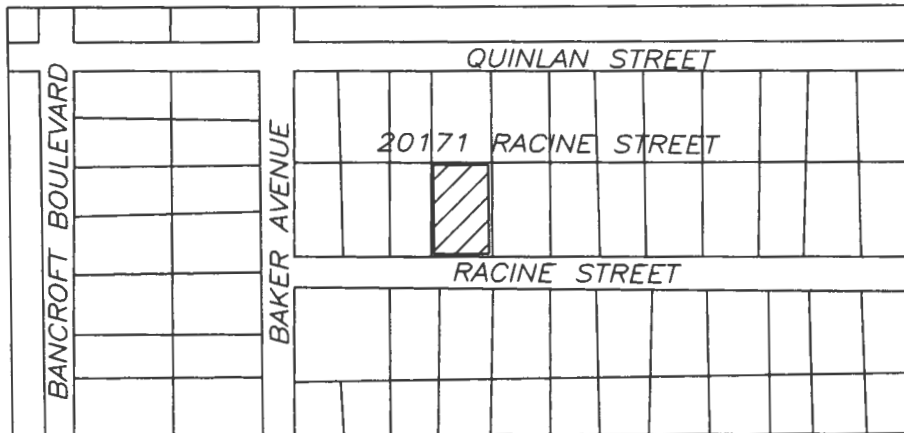 QUINLAN STREET
20171 RACINE STREET
RACINE STREET
BANCROFT BOULEVARD
BAKER AVENUE